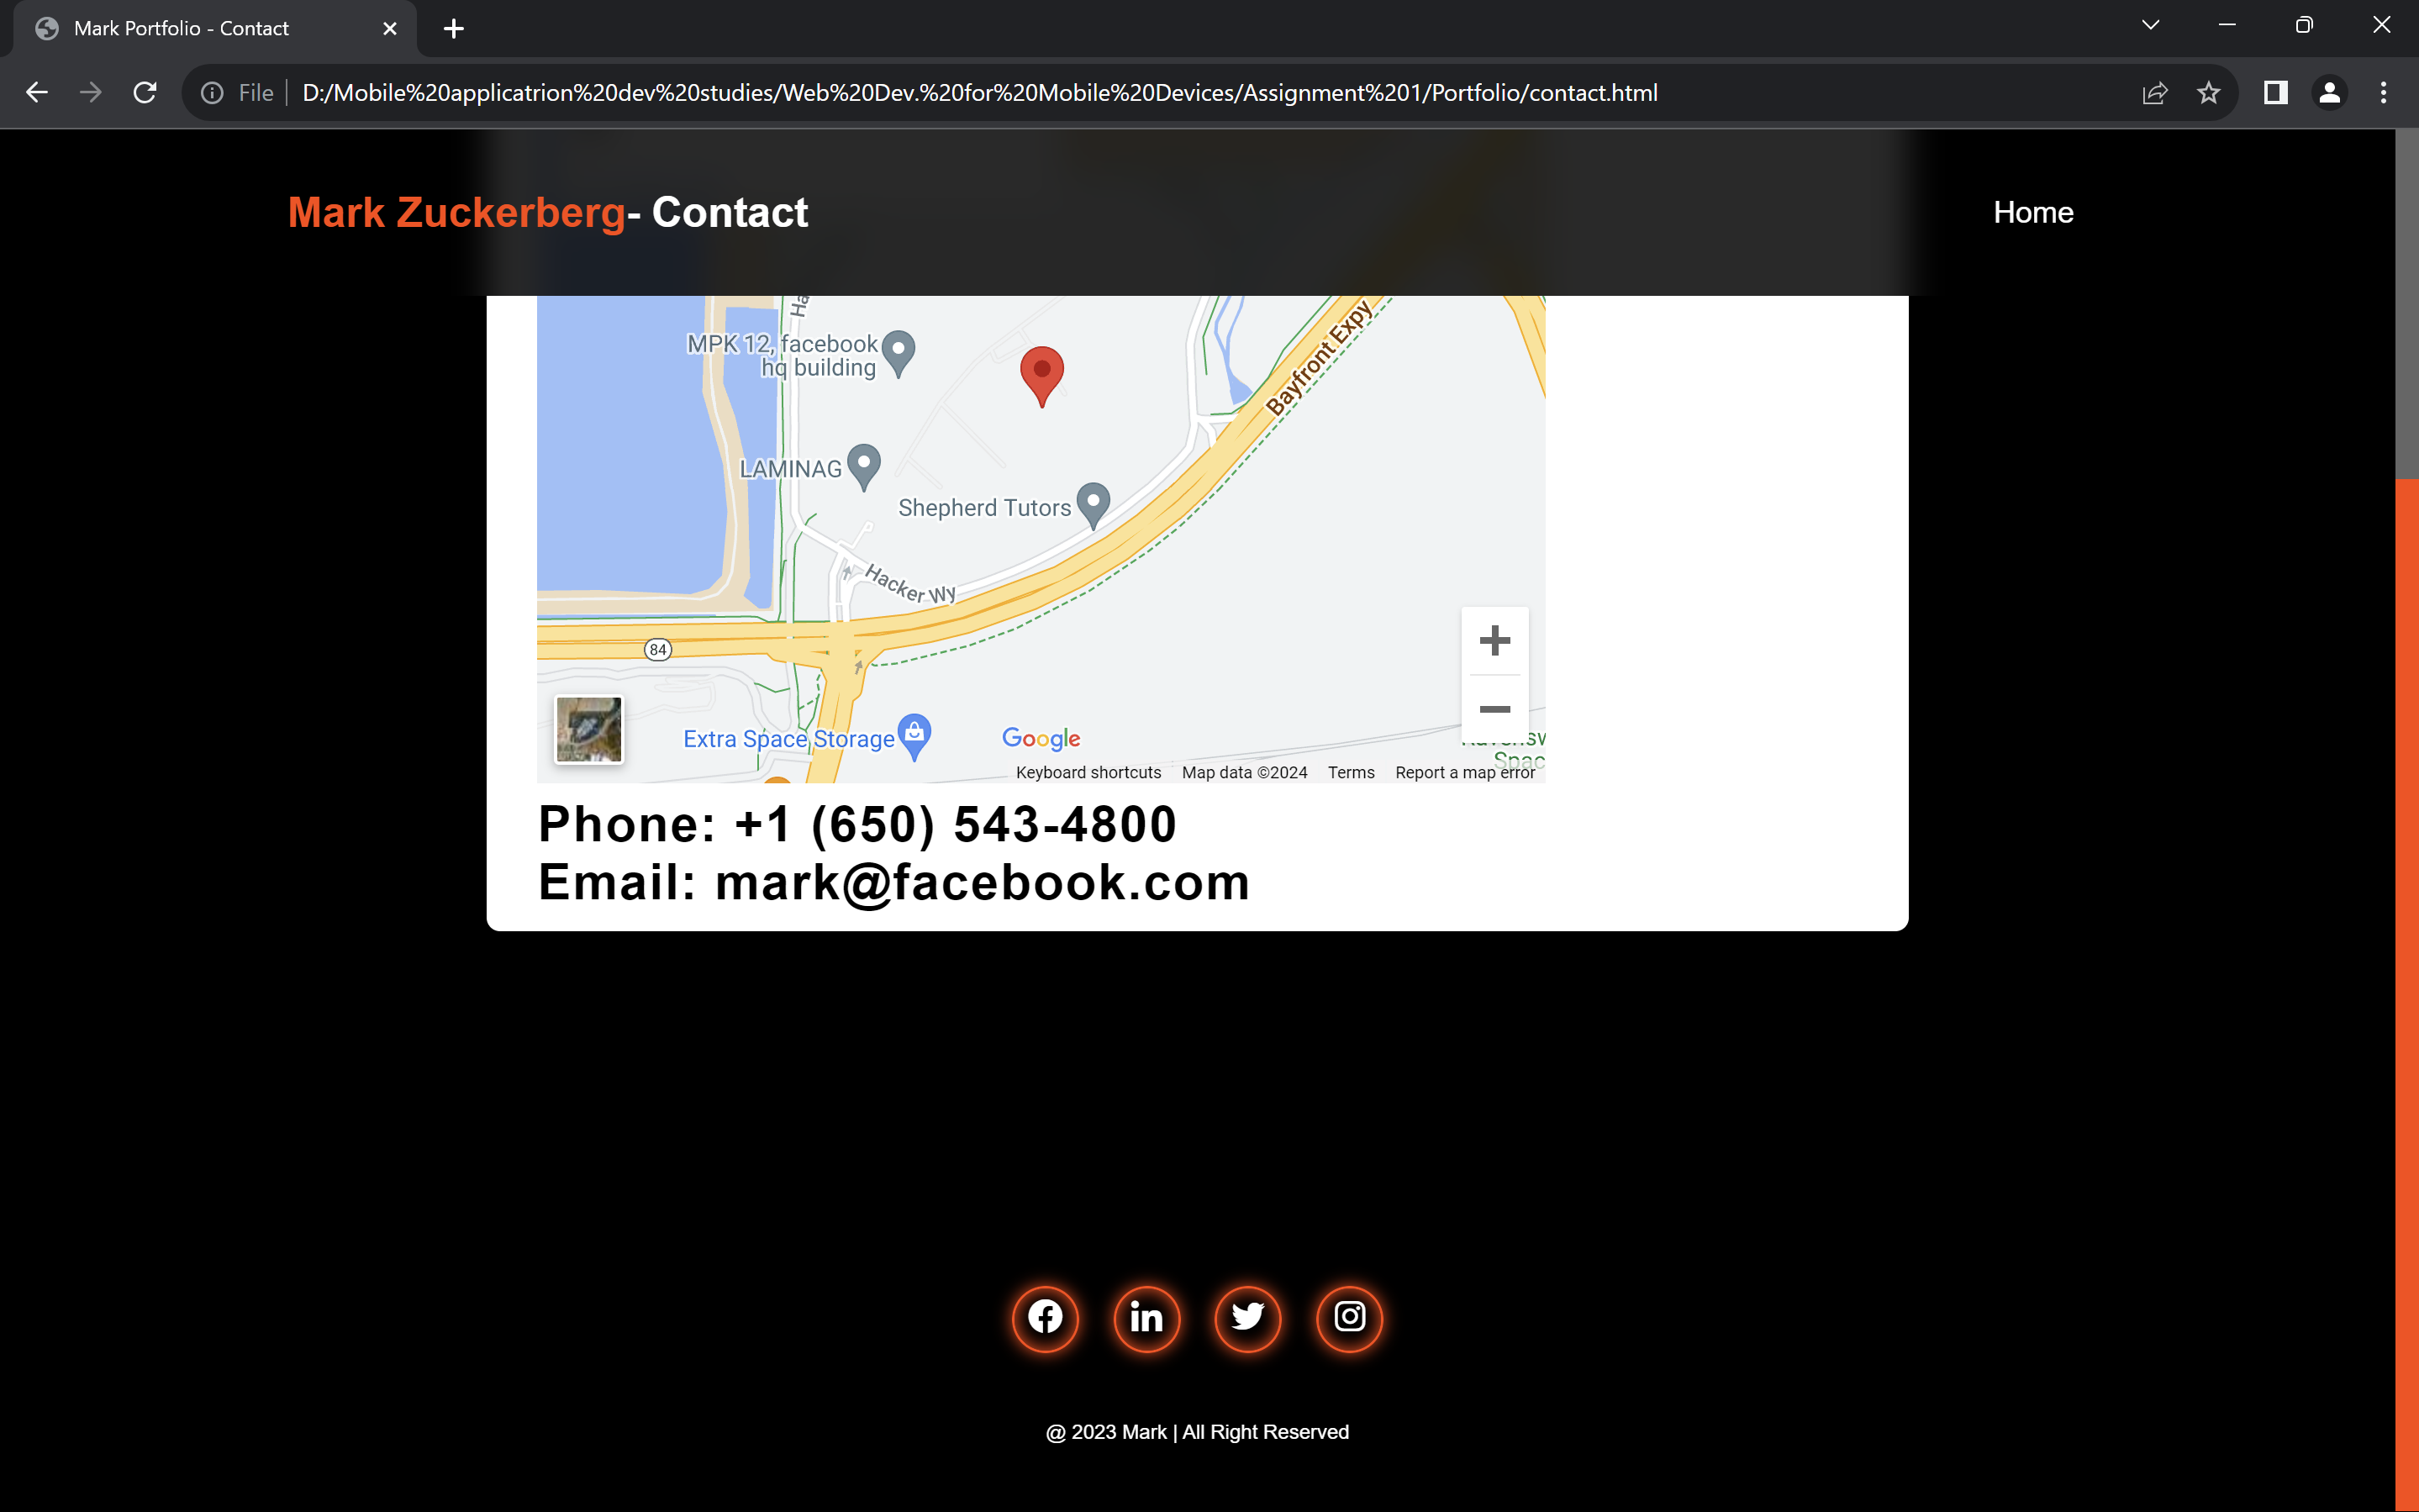 Mark Portfolio - Contact
File
D:/Mobile%20applicatrion%20dev%20studies/Web%20Dev.%20for%20Mobile%20Devices/Assignment%201/Portfolio/contact.html
Mark Zuckerberg- Contact
Home
MPK 12, facebook
hq building
Bayfront Expy
LAMINAG
Shepherd Tutors
Hacker Wy
84
Extra Space Storage
Google
Keyboard shortcuts Map data ©2024 Terms Report a map error
Phone: +1 (650) 543-4800
Email: mark@facebook.com
in
@ 2023 Mark | All Right Reserved